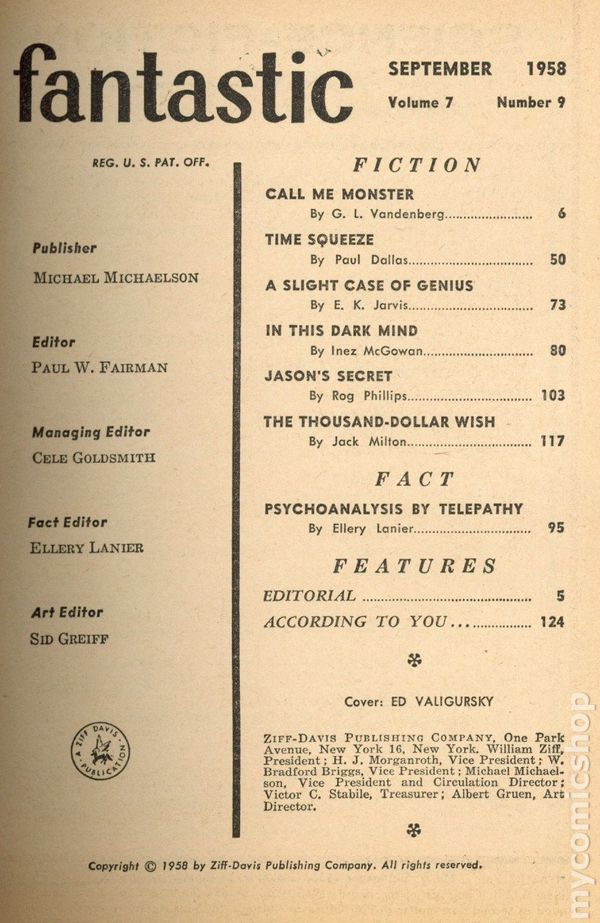 fantastic
SEPTEMBER 1958
Volume 7 Number 9
REG. U. S. PAT. OFF.
Publisher
MICHAEL MICHAELSON
Editor
PAUL W. FAIRMAN
Managing Editor
CELE GOLDSMITH
Fact Editor
ELLERY LANIER
Art Editor
SID GREIFF
A ZIFF DAVIS PUBLICATION
FICTION
CALL ME MONSTER
By G. L. Vandenberg........................ 6
TIME SQUEEZE
By Paul Dallas.................................. 50
A SLIGHT CASE OF GENIUS
By E. K. Jarvis.................................. 73
IN THIS DARK MIND
By Inez McGowan.............................. 80
JASON'S SECRET
By Rog Phillips.................................. 103
THE THOUSAND-DOLLAR WISH
By Jack Milton.................................. 117
FACT
PSYCHOANALYSIS BY TELEPATHY
By Ellery Lanier................................ 95
FEATURES
EDITORIAL .......................................... 5
ACCORDING TO YOU................... 124
Cover: ED VALIGURSKY
ZIFF-DAVIS PUBLISHING COMPANY, One Park
Avenue, New York 16, New York. William Ziff,
President; H. J. Morganroth, Vice President; W.
Bradford Briggs, Vice President; Michael Michael-
son, Vice President and Circulation Director;
Victor C. Stabile, Treasurer; Albert Gruen, Art
Director.
Copyright © 1958 by Ziff-Davis Publishing Company. All rights reserved.
mycomicshop